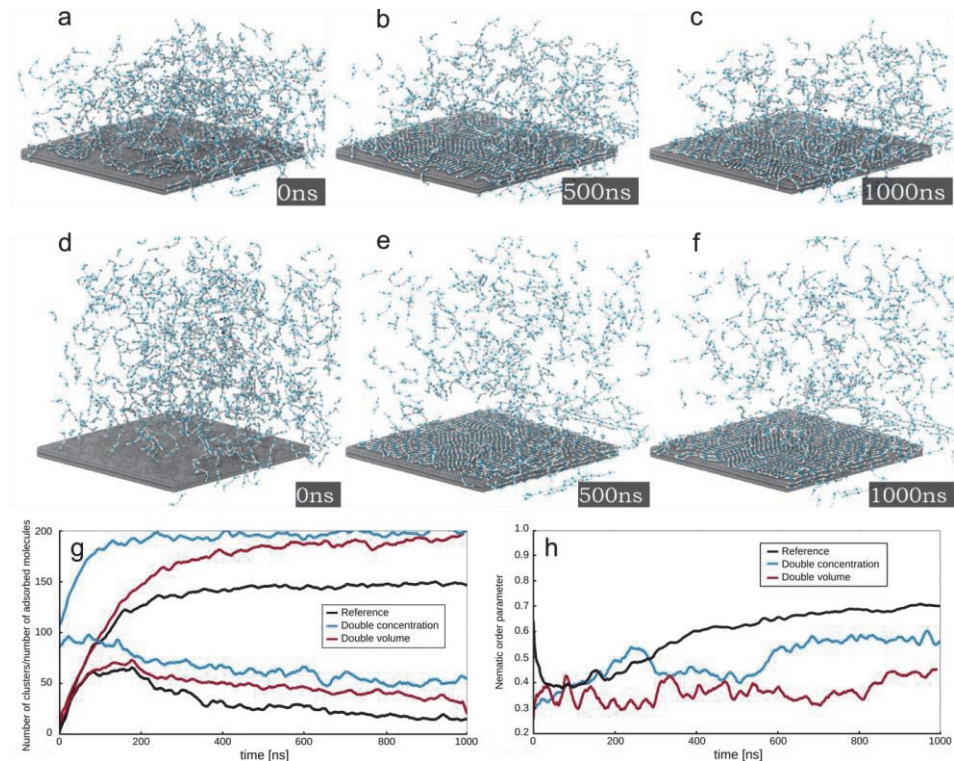 a
b
c
0ns
500ns
1000ns
d
e
f
0ns
500ns
1000ns
g
Number of clusters/number of adsorbed molecules
200
150
100
50
0
Reference
Double concentration
Double volume
0 200 400 600 800 1000
time [ns]
h
Nematic order parameter
1.0
0.9
0.8
0.7
0.6
0.5
0.4
0.3
0.2
Reference
Double concentration
Double volume
0 200 400 600 800 1000
time [ns]